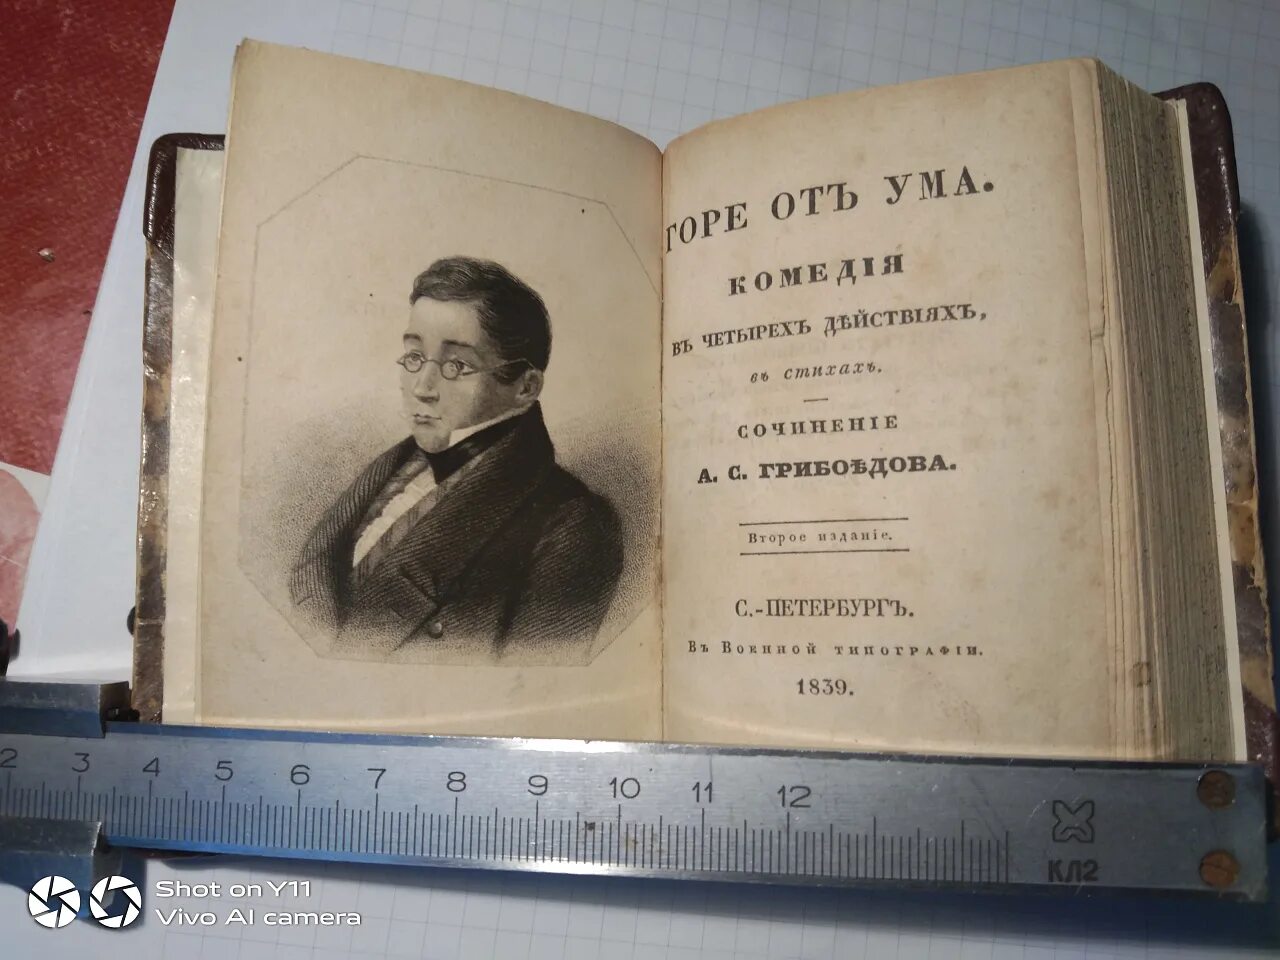 ГОРЕ ОТЪ УМА.
КОМЕДІЯ
ВЪ ЧЕТЫРЕХЪ ДѢЙСТВІЯХЪ,
въ стихахъ.
СОЧИНЕНІЕ
А. С. ГРИБОѢДОВА.
Второе изданіе.
С.-ПЕТЕРБУРГЪ.
Въ Военной типографіи.
1839.
2 3 4 5 6 7 8 9 10 11 12
КЛ2
Shot on Y11
Vivo AI camera